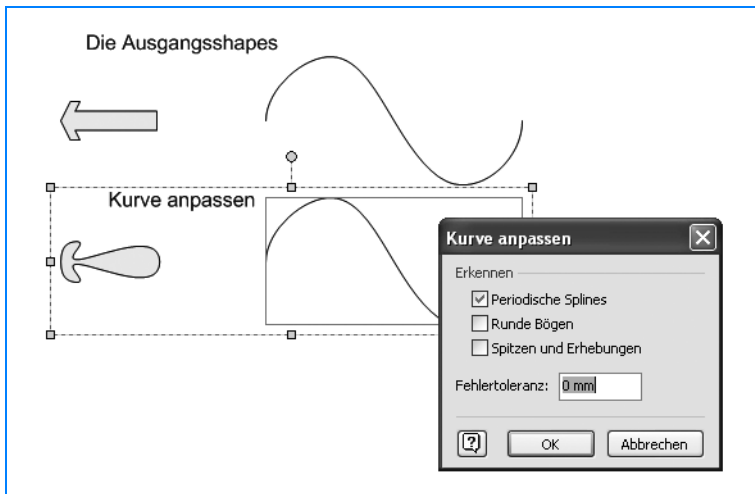 Die Ausgangsshapes
Kurve anpassen
Kurve anpassen
Erkennen
Periodische Splines
Runde Bögen
Spitzen und Erhebungen
Fehlertoleranz: 0 mm
OK Abbrechen